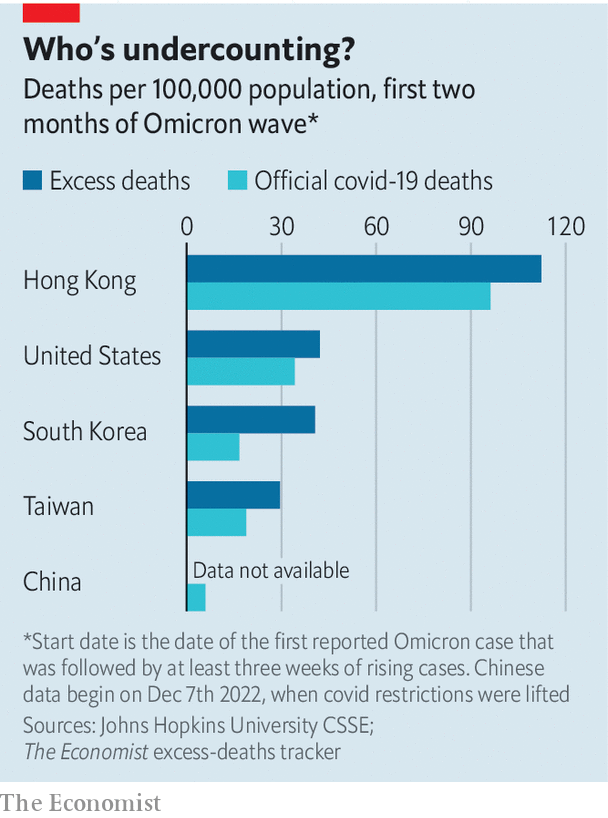 Who's undercounting?
Deaths per 100,000 population, first two
months of Omicron wave*
Excess deaths
Official covid-19 deaths
0 30 60 90 120
Hong Kong
United States
South Korea
Taiwan
Data not available
China
*Start date is the date of the first reported Omicron case that
was followed by at least three weeks of rising cases. Chinese
data begin on Dec 7th 2022, when covid restrictions were lifted
Sources: Johns Hopkins University CSSE;
The Economist excess-deaths tracker
The Economist